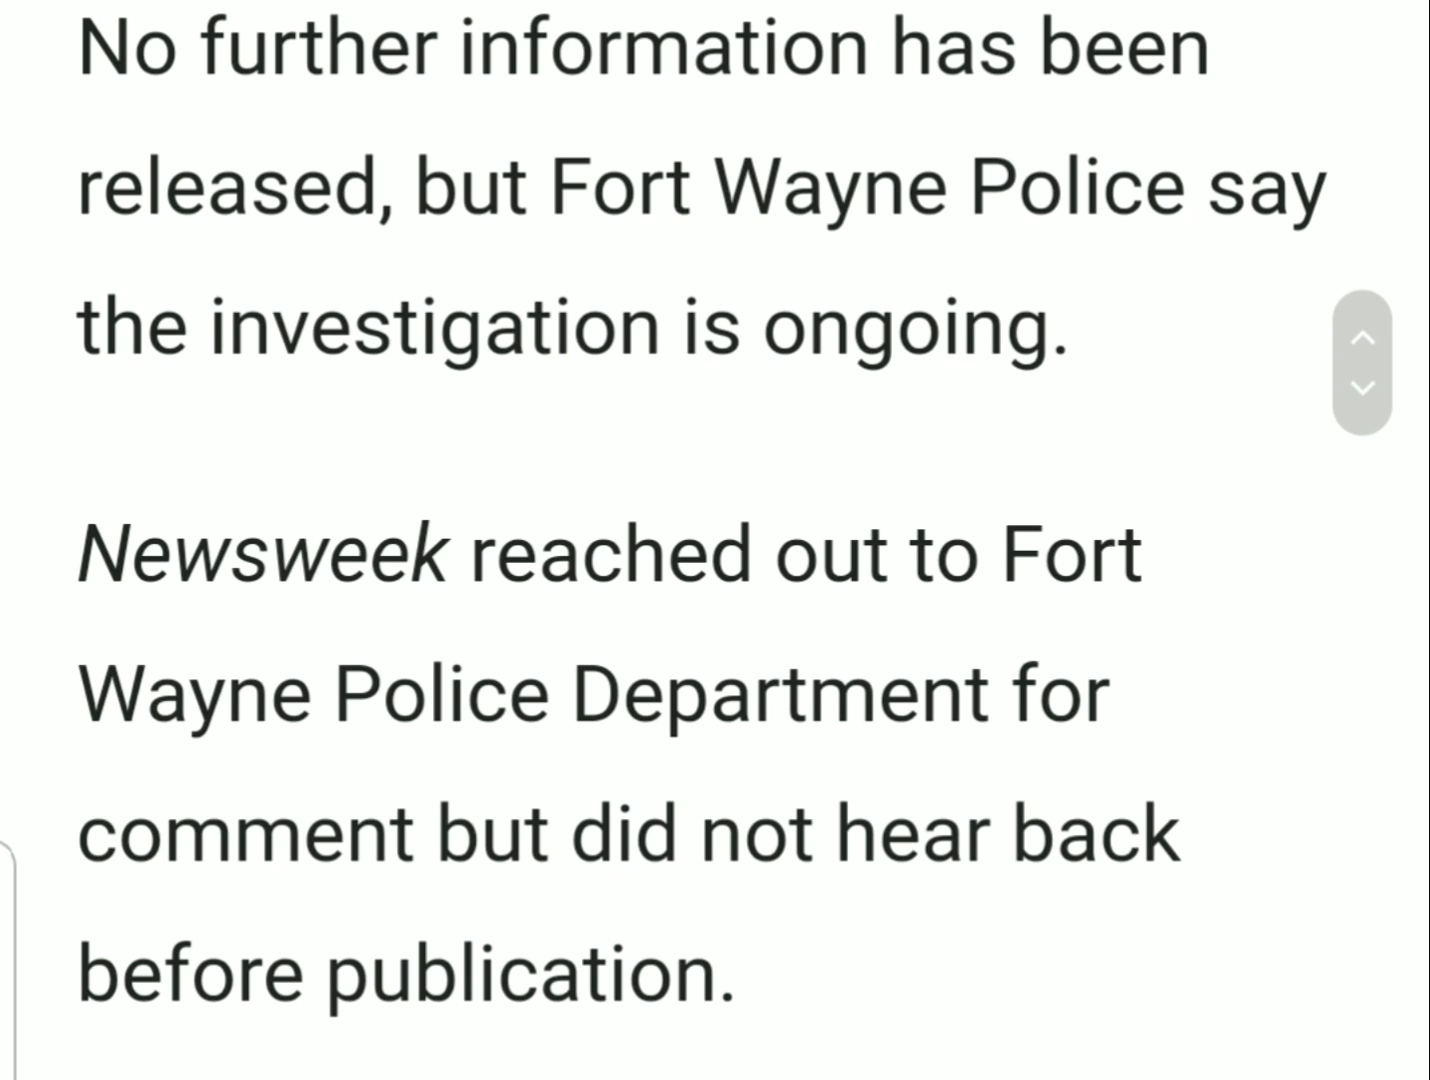 No further information has been
released, but Fort Wayne Police say
the investigation is ongoing.
Newsweek reached out to Fort
Wayne Police Department for
comment but did not hear back
before publication.